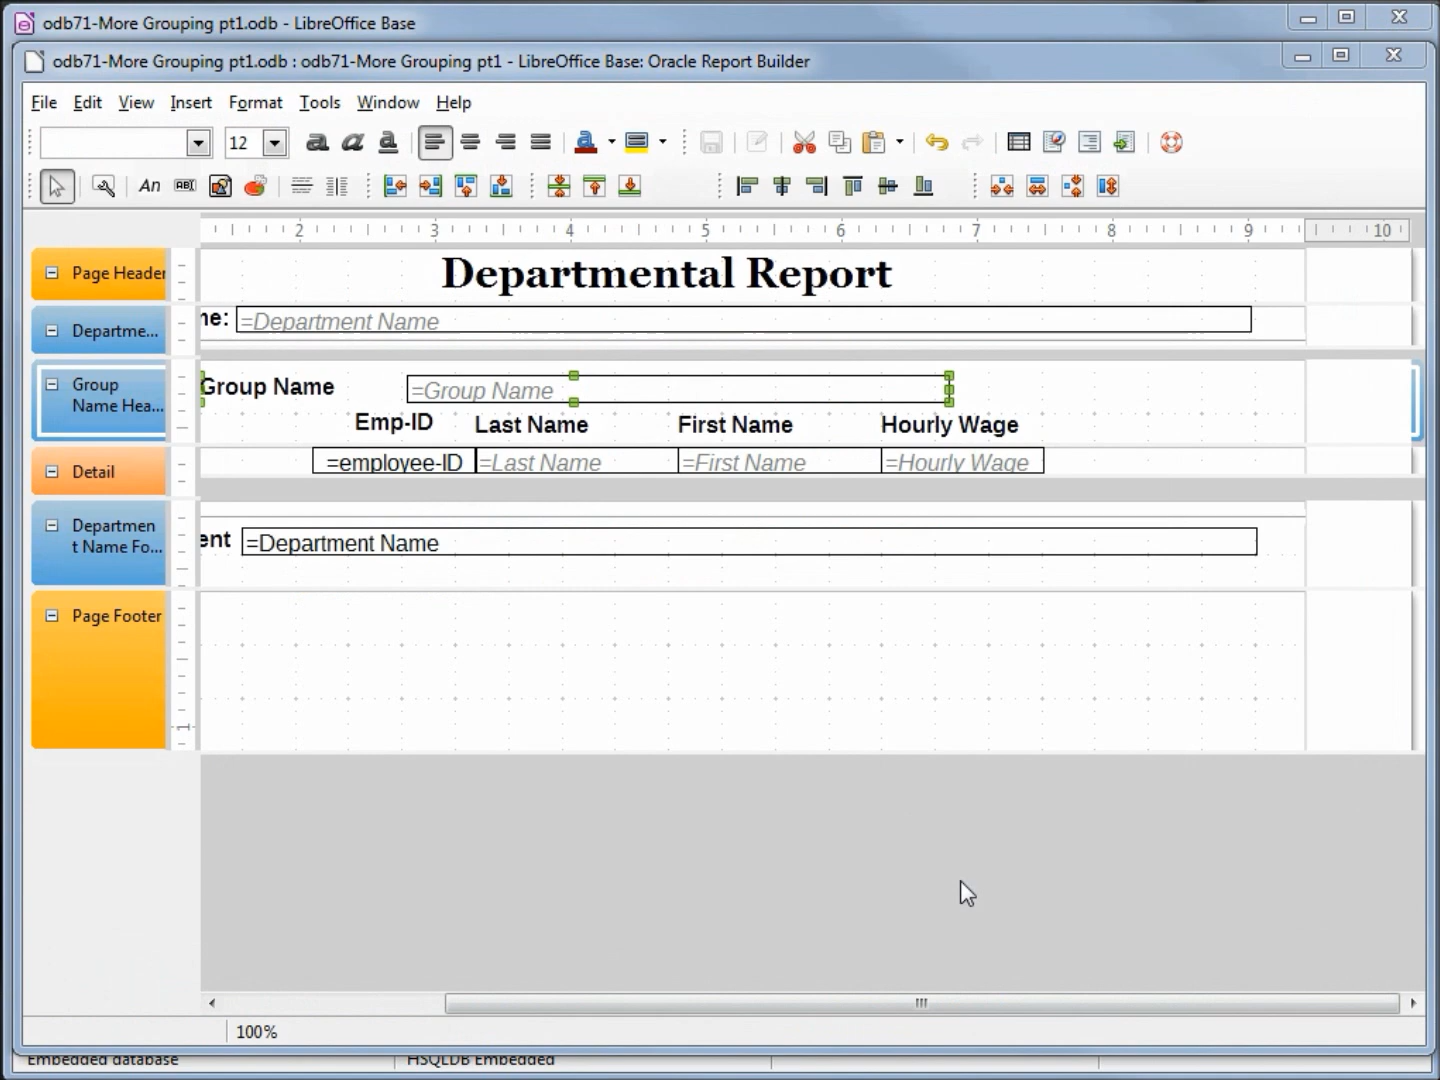 odb71-More Grouping pt1.odb - LibreOffice Base
odb71-More Grouping pt1.odb : odb71-More Grouping pt1 - LibreOffice Base: Oracle Report Builder
File Edit View Insert Format Tools Window Help
12
An ABI
2 3 4 5 6 7 8 9 10
Page Header
Departmental Report
Departme...
ne: =Department Name
Group
Name Hea...
Group Name =Group Name
Emp-ID Last Name First Name Hourly Wage
Detail
=employee-ID =Last Name =First Name =Hourly Wage
Departmen
t Name Fo...
ent =Department Name
Page Footer
1
100%
Embedded database HSQLDB Embedded